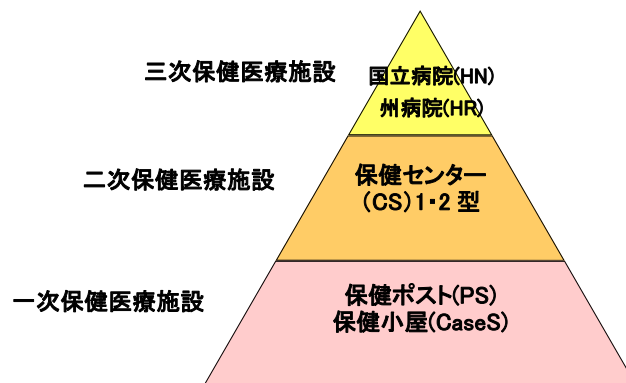 三次保健医療施設
国立病院(HN)
州病院(HR)
二次保健医療施設
保健センター
(CS)1・2 型
一次保健医療施設
保健ポスト(PS)
保健小屋(CaseS)